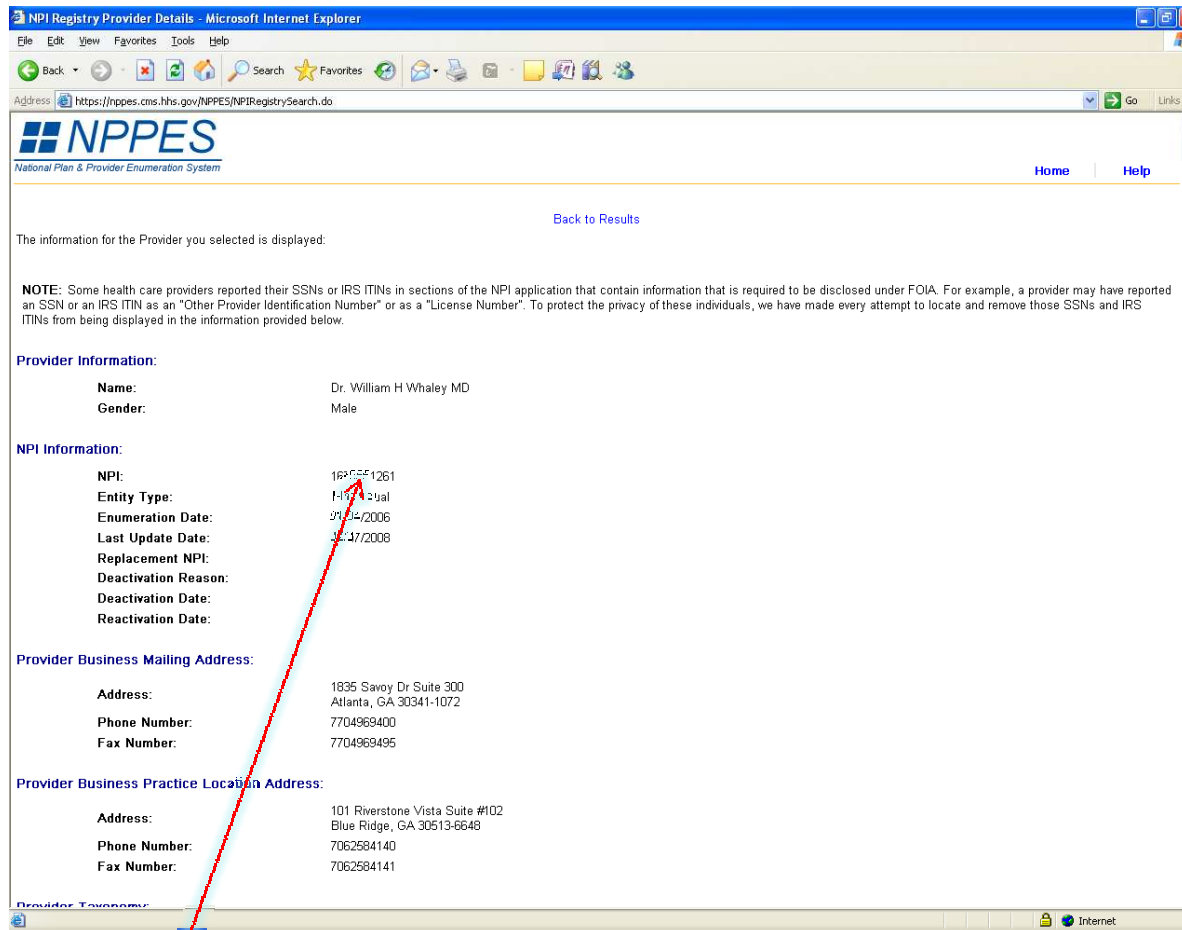 NPI Registry Provider Details - Microsoft Internet Explorer
File Edit View Favorites Tools Help
Back Search Favorites
Address https://nppes.cms.hhs.gov/NPPES/NPIRegistrySearch.do Go Links
NPPES
National Plan & Provider Enumeration System
Home Help
Back to Results
The information for the Provider you selected is displayed:
NOTE: Some health care providers reported their SSNs or IRS ITINs in sections of the NPI application that contain information that is required to be disclosed under FOIA. For example, a provider may have reported
an SSN or an IRS ITIN as an "Other Provider Identification Number" or as a "License Number". To protect the privacy of these individuals, we have made every attempt to locate and remove those SSNs and IRS
ITINs from being displayed in the information provided below.
Provider Information:
Name: Dr. William H Whaley MD
Gender: Male
NPI Information:
NPI:
Entity Type:
Enumeration Date:
Last Update Date:
Replacement NPI:
Deactivation Reason:
Deactivation Date:
Reactivation Date:
Provider Business Mailing Address:
Address: 1835 Savoy Dr Suite 300
Atlanta, GA 30341-1072
Phone Number: 7704969400
Fax Number: 7704969495
Provider Business Practice Location Address:
Address: 101 Riverstone Vista Suite #102
Blue Ridge, GA 30513-6648
Phone Number: 7062584140
Fax Number: 7062584141
Provider Taxonomy:
Internet